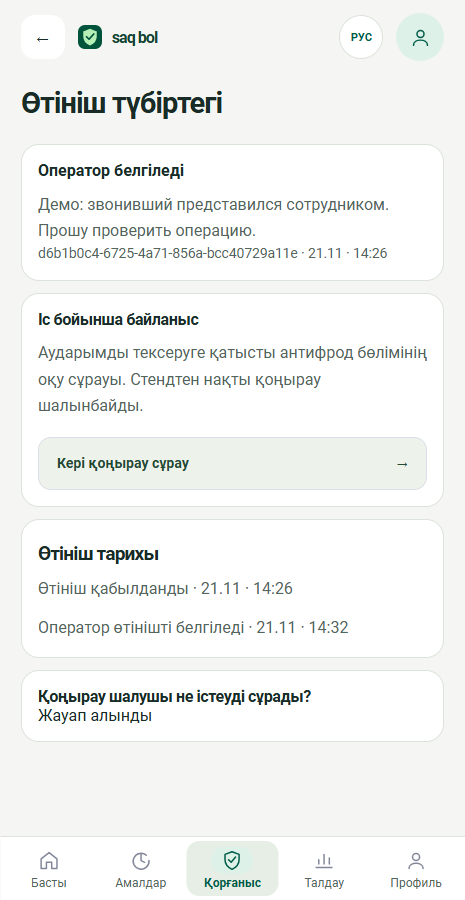 ←
saq bol
РУС
Өтініш түбіртегі
Оператор белгіледі
Демо: звонивший представился сотрудником.
Прошу проверить операцию.
d6b1b0c4-6725-4a71-856a-bcc40729a11e · 21.11 · 14:26
Іс бойынша байланыс
Аударымды тексеруге қатысты антифрод бөлімінің
оқу сұрауы. Стендтен нақты қоңырау
шалынбайды.
Кері қоңырау сұрау →
Өтініш тарихы
Өтініш қабылданды · 21.11 · 14:26
Оператор өтінішті белгіледі · 21.11 · 14:32
Қоңырау шалушы не істеуді сұрады?
Жауап алынды
Басты
Амалдар
Қорғаныс
Талдау
Профиль